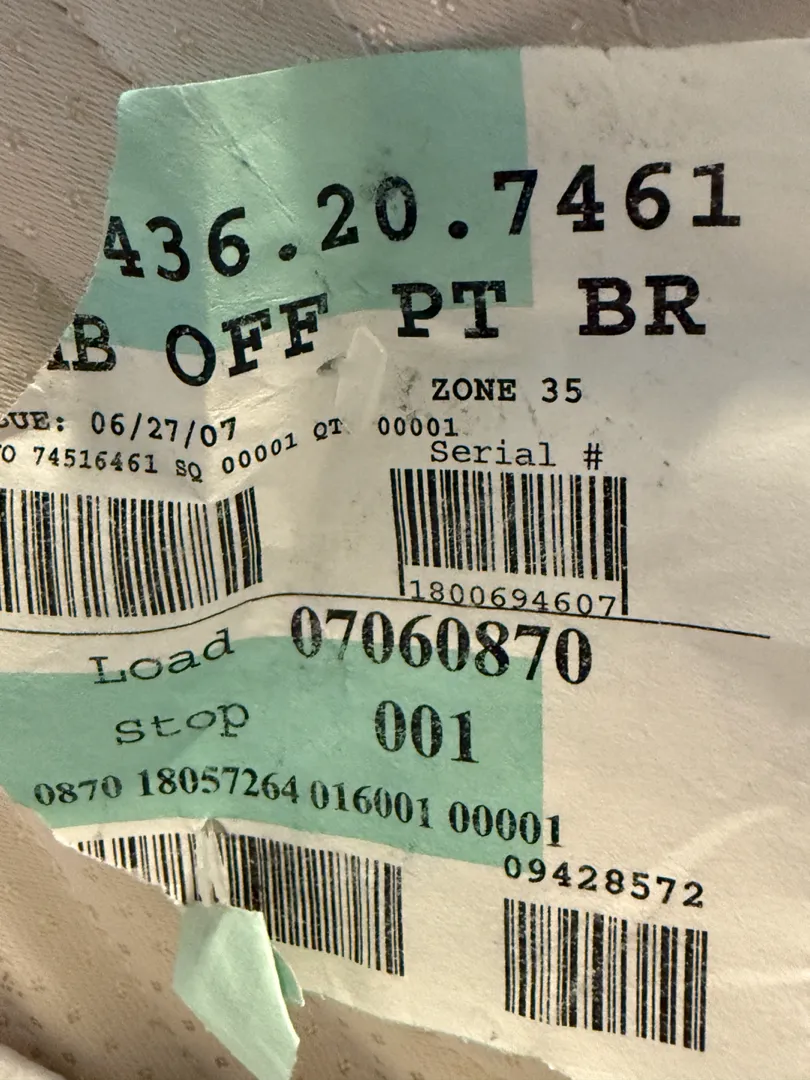 436.20.7461
AB OFF PT BR
ZONE 35
DUE: 06/27/07 QT 00001
O 74516461 SQ 00001
Serial #
1800694607
Load 07060870
Stop 001
0870 18057264 016001 00001
09428572